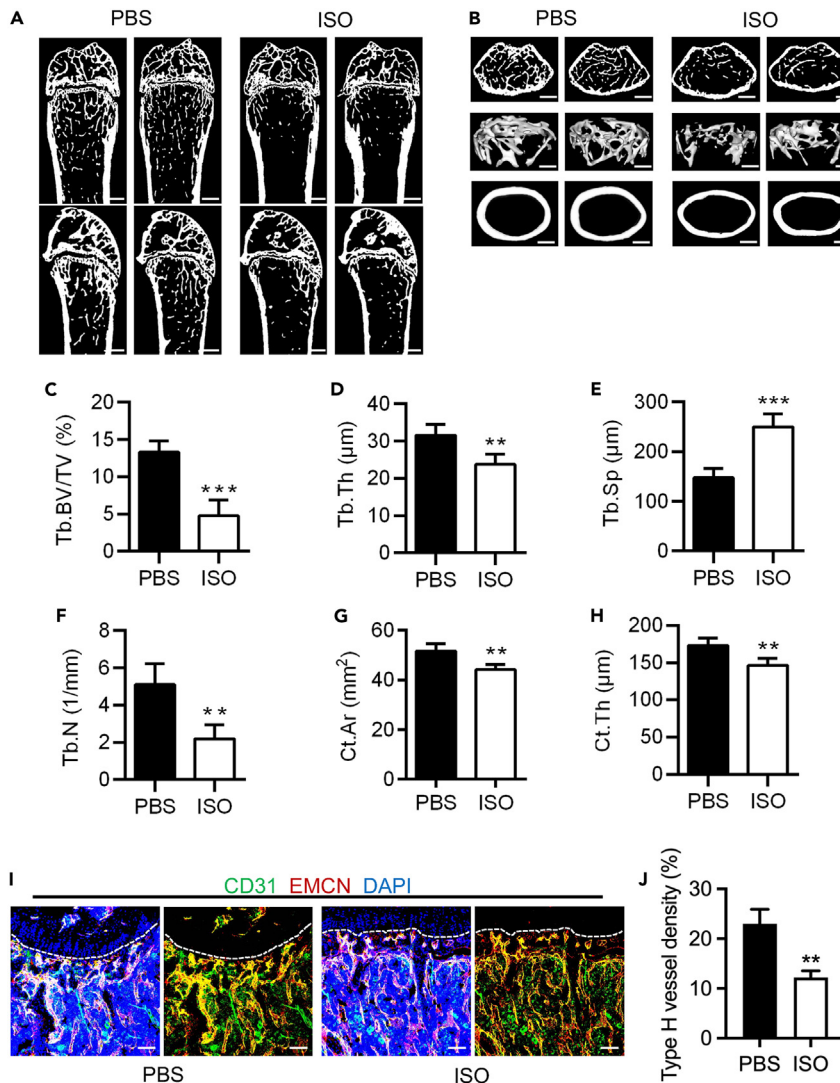 A PBS ISO
B PBS ISO
C
Tb.BV/TV (%)
20
15
10
5
0
***
PBS ISO
D
Tb.Th (μm)
40
30
20
10
0
**
PBS ISO
E
Tb.Sp (μm)
300
200
100
0
***
PBS ISO
F
Tb.N (1/mm)
8
6
4
2
0
**
PBS ISO
G
Ct.Ar (mm²)
60
40
20
0
**
PBS ISO
H
Ct.Th (μm)
200
150
100
50
0
**
PBS ISO
I
CD31 EMCN DAPI
PBS ISO
J
Type H vessel density (%)
30
20
10
0
**
PBS ISO